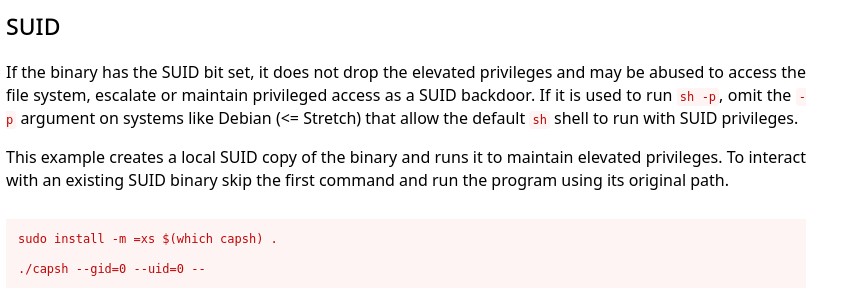 SUID
If the binary has the SUID bit set, it does not drop the elevated privileges and may be abused to access the
file system, escalate or maintain privileged access as a SUID backdoor. If it is used to run sh -p, omit the -
p argument on systems like Debian (<= Stretch) that allow the default sh shell to run with SUID privileges.
This example creates a local SUID copy of the binary and runs it to maintain elevated privileges. To interact
with an existing SUID binary skip the first command and run the program using its original path.
sudo install -m =xs $(which capsh) .
./capsh --gid=0 --uid=0 --